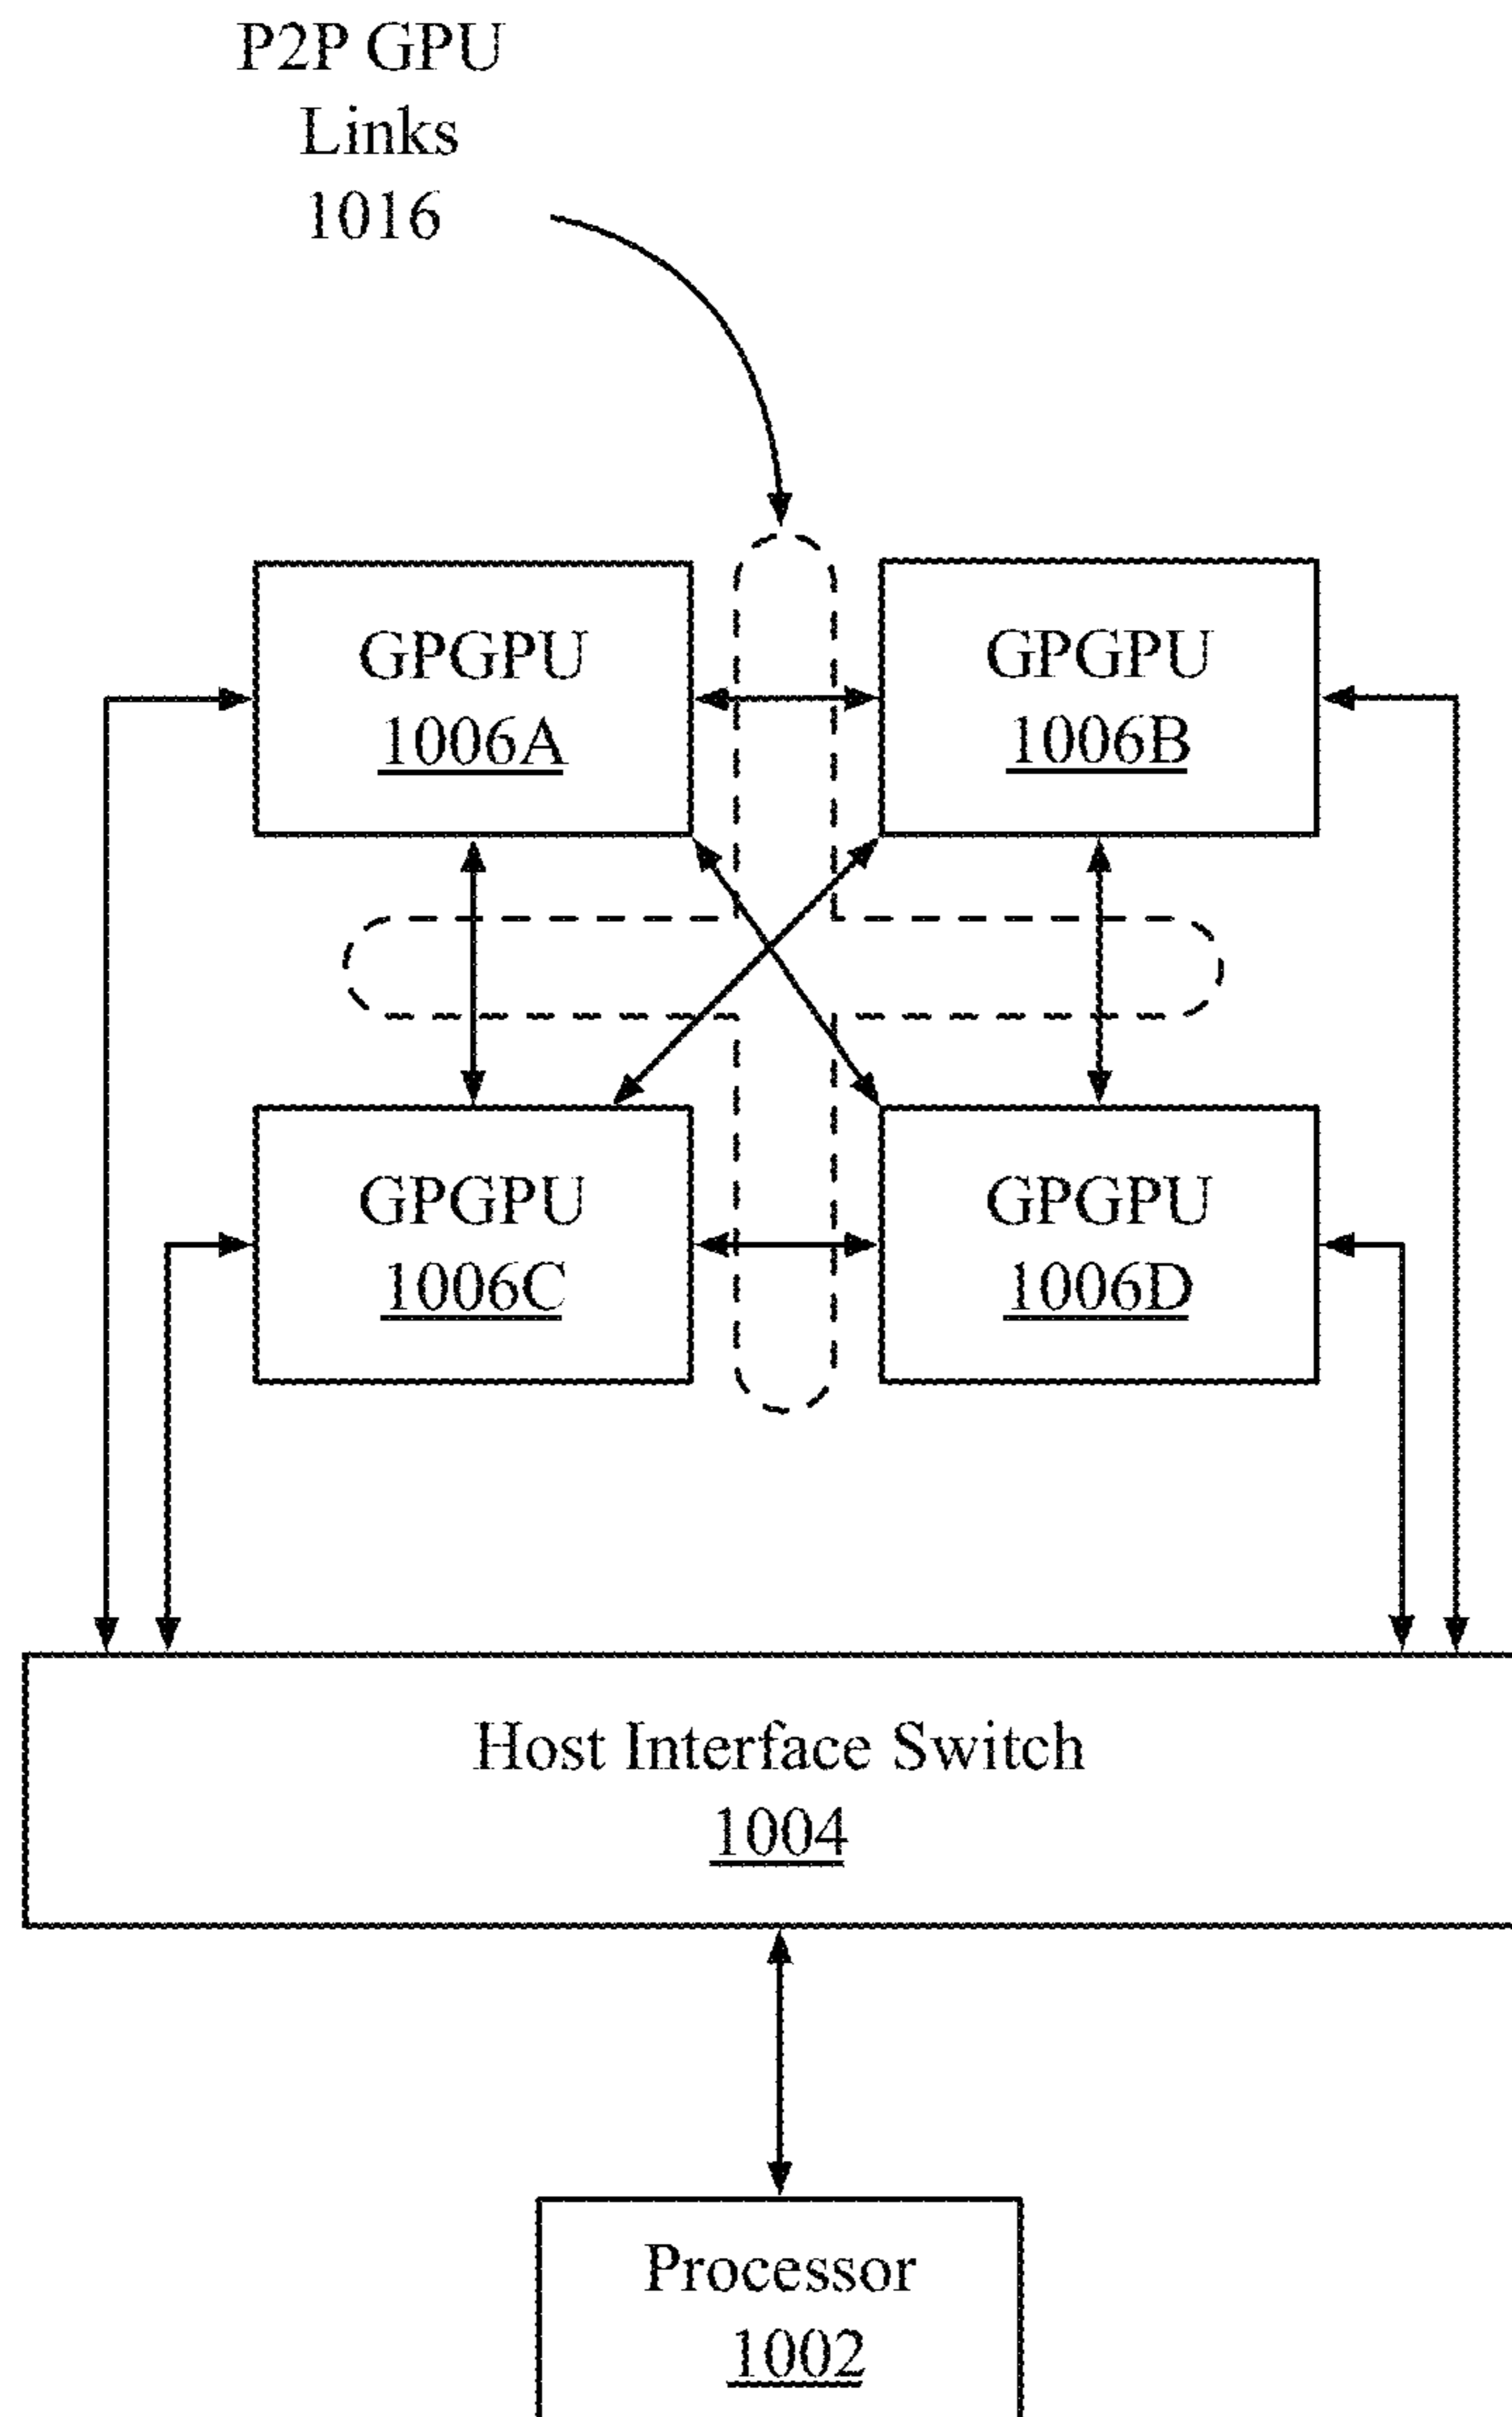 P2P GPU
Links
1016
GPGPU
1006A
GPGPU
1006B
GPGPU
1006C
GPGPU
1006D
Host Interface Switch
1004
Processor
1002